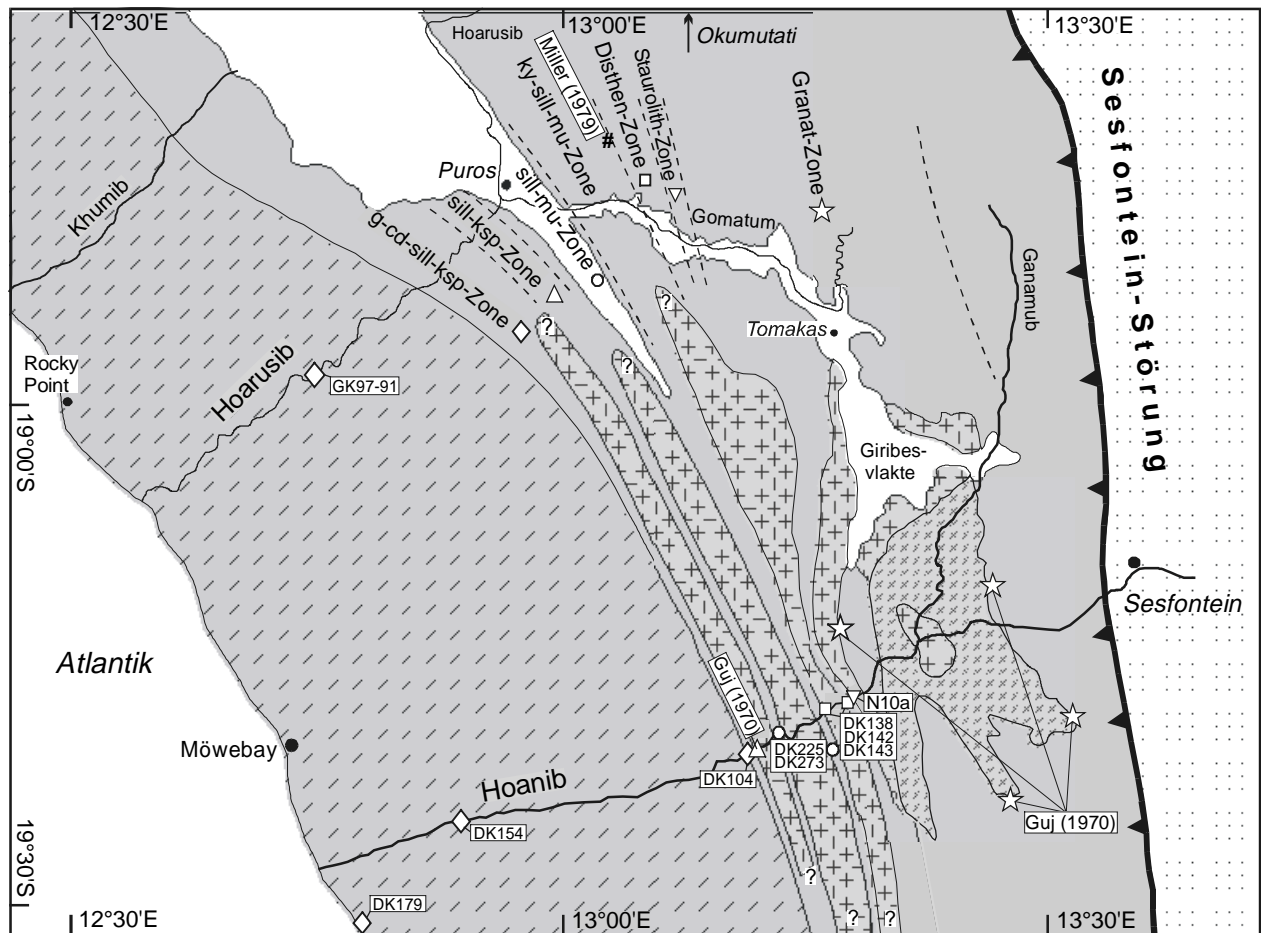 12°30'E
13°00'E
13°30'E
Hoarusib
Okumutati
Miller (1979)
#
ky-sill-mu-Zone
Disthen-Zone
Staurolith-Zone
Granat-Zone
Sesfontein-Störung
Khumib
Puros
sill-mu-Zone
Gomatum
Ganamub
sill-ksp-Zone
g-cd-sill-ksp-Zone
?
?
?
Tomakas
Rocky
Point
Hoarusib
GK97-91
19°00'S
Giribes-
vlakte
Sesfontein
Atlantik
Guj (1970)
N10a
DK138
DK142
DK143
DK225
DK273
Möwebay
DK104
Hoanib
Guj (1970)
DK154
19°30'S
?
DK179
?
?
12°30'E
13°00'E
13°30'E